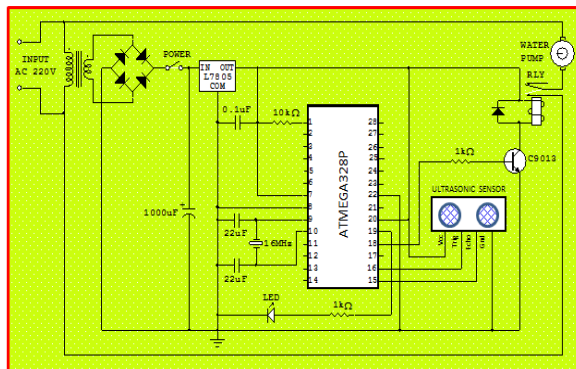 INPUT
AC 220V
POWER
IN OUT
L7805
COM
WATER
PUMP
RLY
0.1uF
10kΩ
1kΩ
C9013
1000uF
22uF
16MHz
22uF
LED
1kΩ
ATMEGA328P
1
2
3
4
5
6
7
8
9
10
11
12
13
14
28
27
26
25
24
23
22
21
20
19
18
17
16
15
ULTRASONIC SENSOR
Vcc
Trig
Echo
Gnd